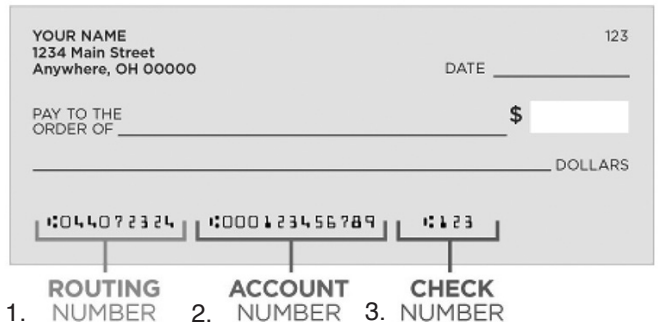 YOUR NAME 123
1234 Main Street
Anywhere, OH 00000
DATE
PAY TO THE
ORDER OF $
DOLLARS
⑆044072324 ⑆000123456789 ⑆123
1. ROUTING NUMBER 2. ACCOUNT NUMBER 3. CHECK NUMBER